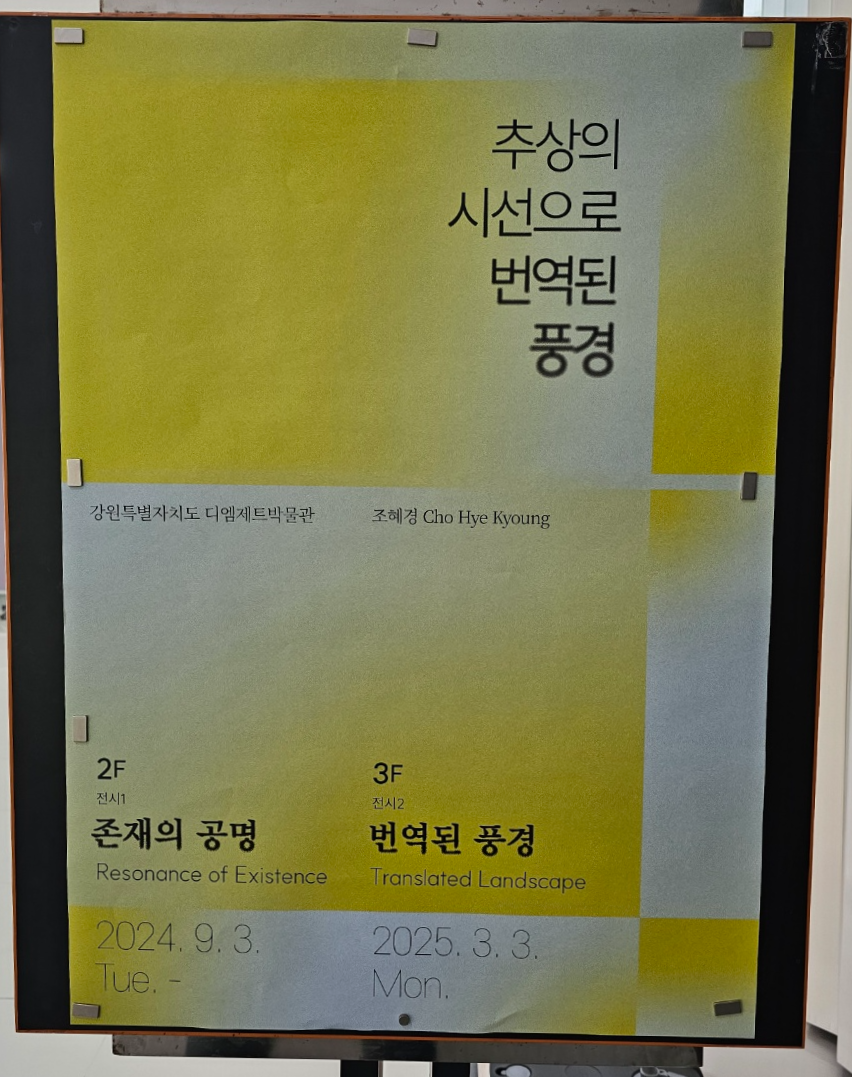 추상의
시선으로
번역된
풍경
강원특별자치도 디엠제트박물관
조혜경 Cho Hye Kyoung
2F
전시1
존재의 공명
Resonance of Existence
3F
전시2
번역된 풍경
Translated Landscape
2024. 9. 3.
Tue. -
2025. 3. 3.
Mon.